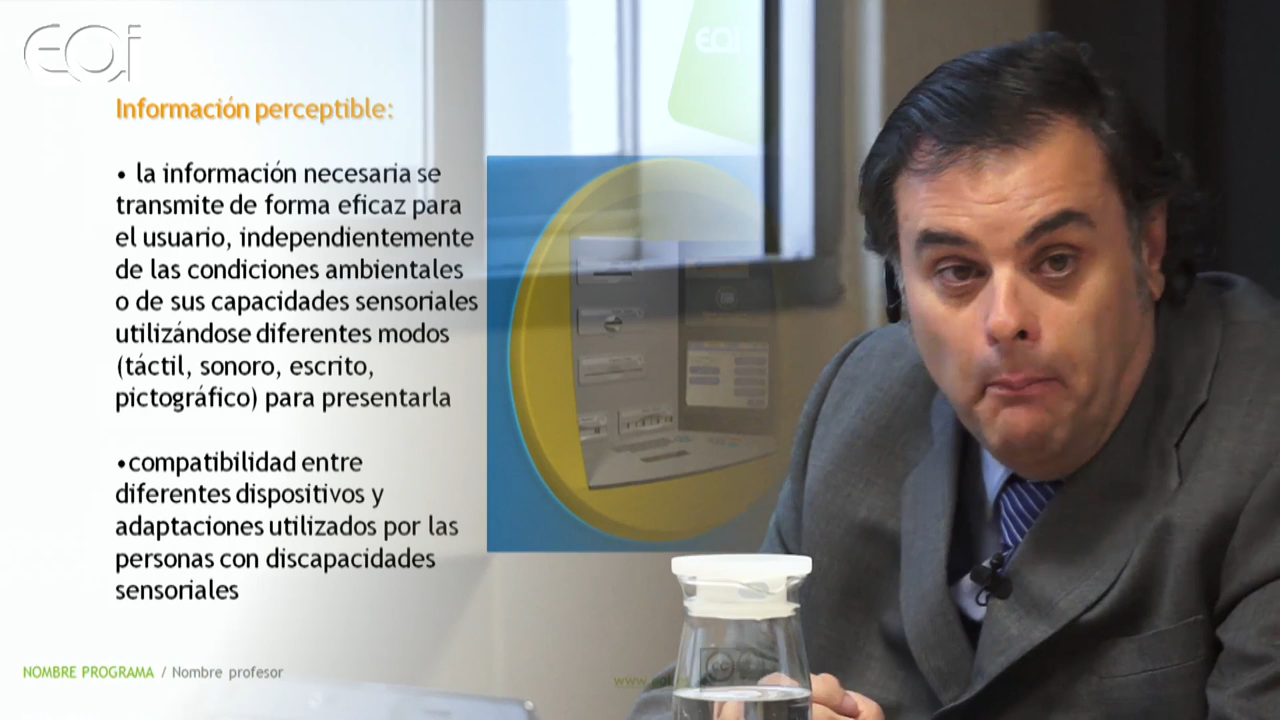 eoi
eoi
Información perceptible:
• la información necesaria se
transmite de forma eficaz para
el usuario, independientemente
de las condiciones ambientales
o de sus capacidades sensoriales
utilizándose diferentes modos
(táctil, sonoro, escrito,
pictográfico) para presentarla
•compatibilidad entre
diferentes dispositivos y
adaptaciones utilizados por las
personas con discapacidades
sensoriales
NOMBRE PROGRAMA / Nombre profesor
cc